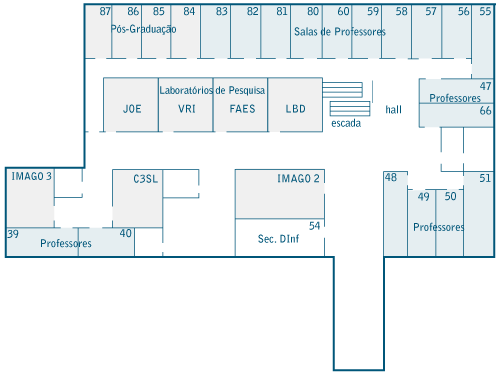 87 86 85 84 83 82 81 80 60 59 58 57 56 55
Pós-Graduação Salas de Professores
47
Professores
66
Laboratórios de Pesquisa
JOE VRI FAES LBD
hall
escada
IMAGO 3 C3SL IMAGO 2 48 51
49 50
54
39 40
Professores
Sec. DInf
Professores